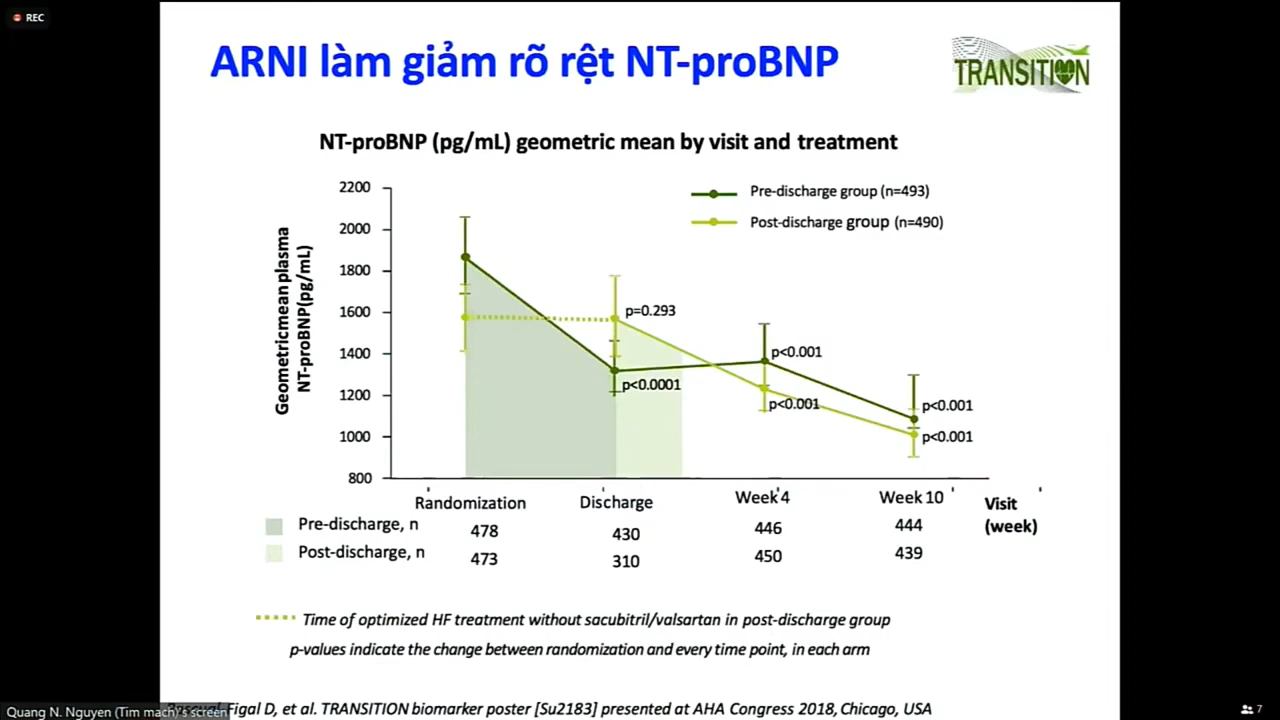 REC
ARNI làm giảm rõ rệt NT-proBNP
TRANSITION
NT-proBNP (pg/mL) geometric mean by visit and treatment
2200
2000
1800
1600
1400
1200
1000
800
Geometricmean plasma
NT-proBNP(pg/mL)
Pre-discharge group (n=493)
Post-discharge group (n=490)
p=0.293
p<0.0001
p<0.001
p<0.001
p<0.001
p<0.001
Randomization Discharge Week 4 Week 10 Visit
(week)
Pre-discharge, n 478 430 446 444
Post-discharge, n 473 310 450 439
Time of optimized HF treatment without sacubitril/valsartan in post-discharge group
p-values indicate the change between randomization and every time point, in each arm
Figal D, et al. TRANSITION biomarker poster [Su2183] presented at AHA Congress 2018, Chicago, USA
Quang N. Nguyen (Tim mach)'s screen
7